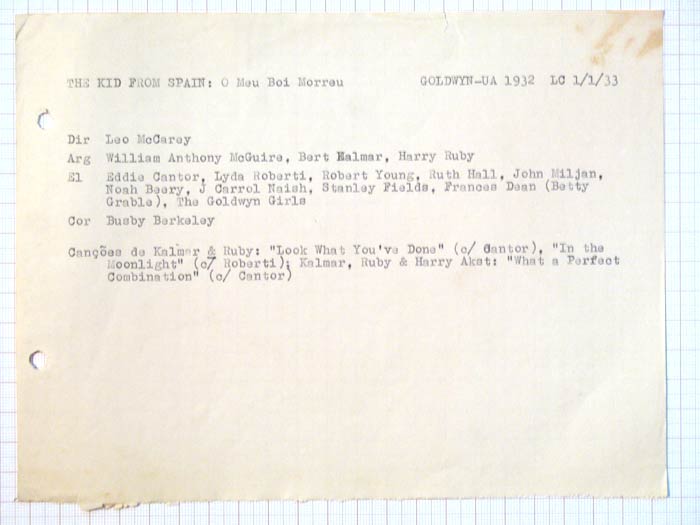 THE KID FROM SPAIN: O Meu Boi Morreu GOLDWYN-UA 1932 LC 1/1/33
Dir Leo McCarey
Arg William Anthony McGuire, Bert Kalmar, Harry Ruby
El Eddie Cantor, Lyda Roberti, Robert Young, Ruth Hall, John Miljan,
Noah Beery, J Carrol Naish, Stanley Fields, Frances Dean (Betty
Grable), The Goldwyn Girls
Cor Busby Berkeley
Canções de Kalmar & Ruby: "Look What You've Done" (c/ Cantor), "In the
Moonlight" (c/ Roberti); Kalmar, Ruby & Harry Akst: "What a Perfect
Combination" (c/ Cantor)